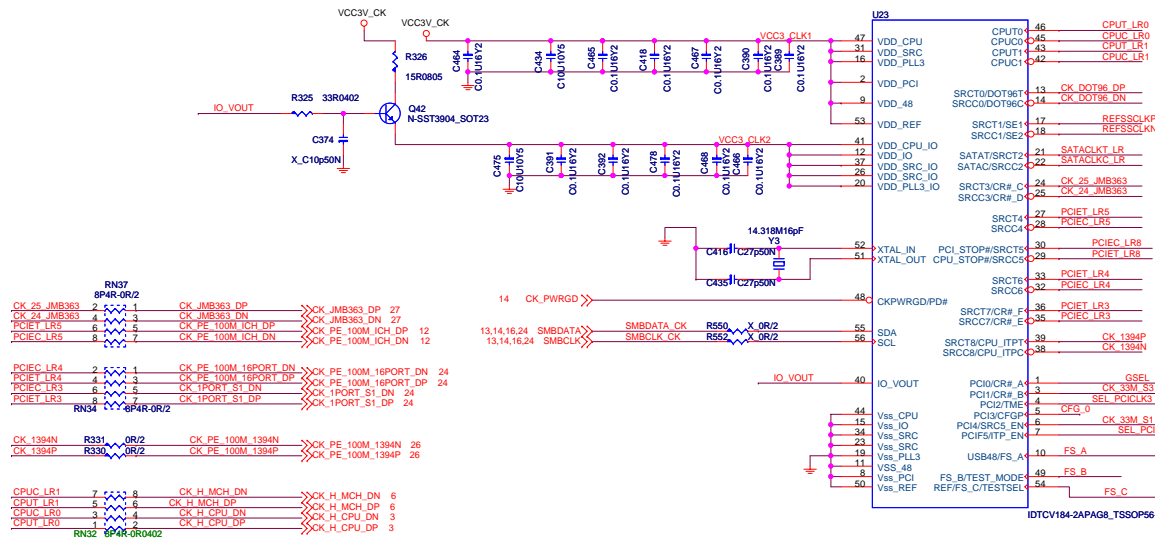 VCC3V_CK
VCC3V_CK
R326
15R0805
R325 33R0402
IO_VOUT
Q42
N-SST3904_SOT23
C374
X_C10p50N
VCC3_CLK1
C464 C0.1U16Y2
C434 C10U10Y5
C465 C0.1U16Y2
C418 C0.1U16Y2
C467 C0.1U16Y2
C390 C0.1U16Y2
C389 C0.1U16Y2
VCC3_CLK2
C475 C10U10Y5
C391 C0.1U16Y2
C392 C0.1U16Y2
C478 C0.1U16Y2
C468 C0.1U16Y2
C466 C0.1U16Y2
14.318M16pF
Y3
C416 C27p50N
C435 C27p50N
14 CK_PWRGD
13,14,16,24 SMBDATA SMBDATA_CK R550 X_0R/2
13,14,16,24 SMBCLK SMBCLK_CK R552 X_0R/2
IO_VOUT
U23
47 VDD_CPU
31 VDD_SRC
16 VDD_PLL3
2 VDD_PCI
9 VDD_48
53 VDD_REF
41 VDD_CPU_IO
12 VDD_IO
37 VDD_SRC_IO
26 VDD_SRC_IO
20 VDD_PLL3_IO
52 XTAL_IN
51 XTAL_OUT
48 CKPWRGD/PD#
55 SDA
56 SCL
40 IO_VOUT
44 Vss_CPU
15 Vss_IO
34 Vss_SRC
23 Vss_SRC
19 Vss_PLL3
11 VSS_48
8 Vss_PCI
50 Vss_REF
CPUT0 46 CPUT_LR0
CPUC0 45 CPUC_LR0
CPUT1 43 CPUT_LR1
CPUC1 42 CPUC_LR1
SRCT0/DOT96T 13 CK_DOT96_DP
SRCC0/DOT96C 14 CK_DOT96_DN
SRCT1/SE1 17 REFSSCLKP
SRCC1/SE2 18 REFSSCLKN
SATAT/SRCT2 21 SATACLKT_LR
SATAC/SRCC2 22 SATACLKC_LR
SRCT3/CR#_C 24 CK_25_JMB363
SRCC3/CR#_D 25 CK_24_JMB363
SRCT4 27 PCIET_LR5
SRCC4 28 PCIEC_LR5
PCI_STOP#/SRCT5 30 PCIEC_LR8
CPU_STOP#/SRCC5 29 PCIET_LR8
SRCT6 33 PCIET_LR4
SRCC6 32 PCIEC_LR4
SRCT7/CR#_F 36 PCIET_LR3
SRCC7/CR#_E 35 PCIEC_LR3
SRCT8/CPU_ITPT 39 CK_1394P
SRCC8/CPU_ITPC 38 CK_1394N
PCI0/CR#_A 1 GSEL
PCI1/CR#_B 3 CK_33M_S3
PCI2/TME 4 SEL_PCICLK3
PCI3/CFGP 5 CFG_0
PCI4/SRC5_EN 6 CK_33M_S1
PCIF5/ITP_EN 7 SEL_PCI
USB48/FS_A 10 FS_A
FS_B/TEST_MODE 49 FS_B
REF/FS_C/TESTSEL 54 FS_C
IDTCV184-2APAG8_TSSOP56
RN37
8P4R-0R/2
CK_25_JMB363 2 1 CK_JMB363_DP CK_JMB363_DP 27
CK_24_JMB363 4 3 CK_JMB363_DN CK_JMB363_DN 27
PCIET_LR5 6 5 CK_PE_100M_ICH_DP CK_PE_100M_ICH_DP 12
PCIEC_LR5 8 7 CK_PE_100M_ICH_DN CK_PE_100M_ICH_DN 12
PCIEC_LR4 2 1 CK_PE_100M_16PORT_DN CK_PE_100M_16PORT_DN 24
PCIET_LR4 4 3 CK_PE_100M_16PORT_DP CK_PE_100M_16PORT_DP 24
PCIEC_LR3 6 5 CK_1PORT_S1_DN CK_1PORT_S1_DN 24
PCIET_LR3 8 7 CK_1PORT_S1_DP CK_1PORT_S1_DP 24
RN34 8P4R-0R/2
CK_1394N R331 0R/2 CK_PE_100M_1394N CK_PE_100M_1394N 26
CK_1394P R330 0R/2 CK_PE_100M_1394P CK_PE_100M_1394P 26
CPUC_LR1 7 8 CK_H_MCH_DN CK_H_MCH_DN 6
CPUT_LR1 5 6 CK_H_MCH_DP CK_H_MCH_DP 6
CPUC_LR0 3 4 CK_H_CPU_DN CK_H_CPU_DN 3
CPUT_LR0 1 2 CK_H_CPU_DP CK_H_CPU_DP 3
RN32 8P4R-0R0402